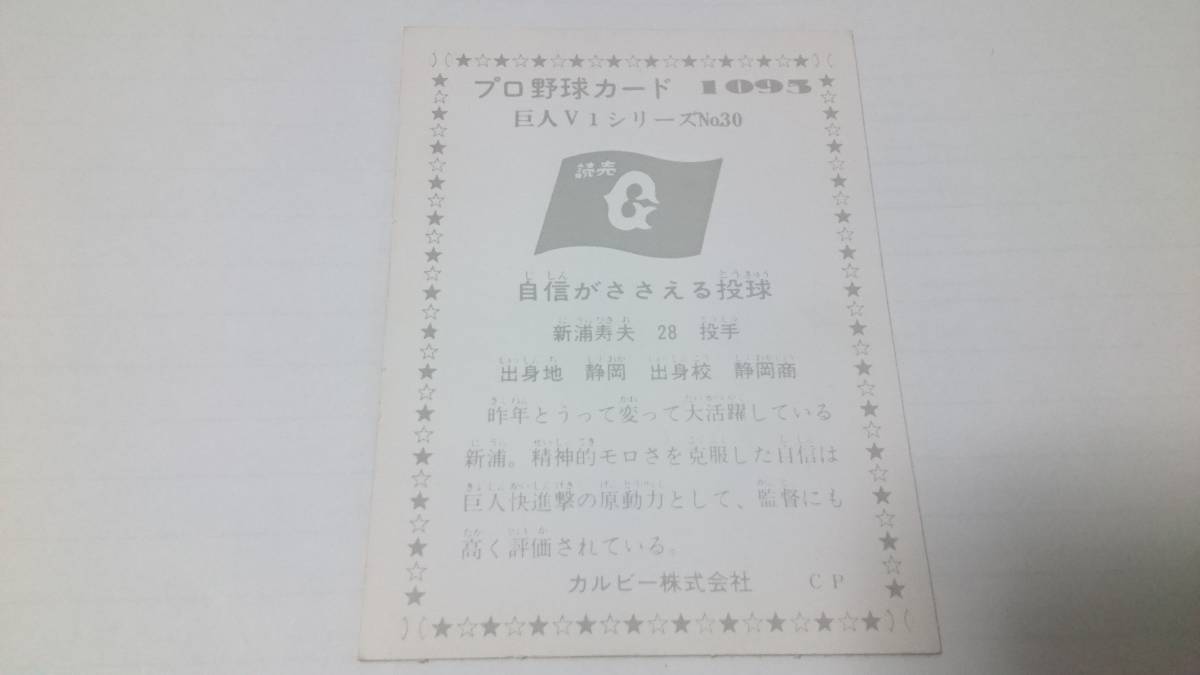 プロ野球カード 1095
巨人V1シリーズNo.30
読売
G
自信がささえる投球
新浦寿夫 28 投手
出身地 静岡 出身校 静岡商
昨年とうって変って大活躍している
新浦。精神的モロさを克服した自信は
巨人快進撃の原動力として、監督にも
高く評価されている。
カルビー株式会社 CP